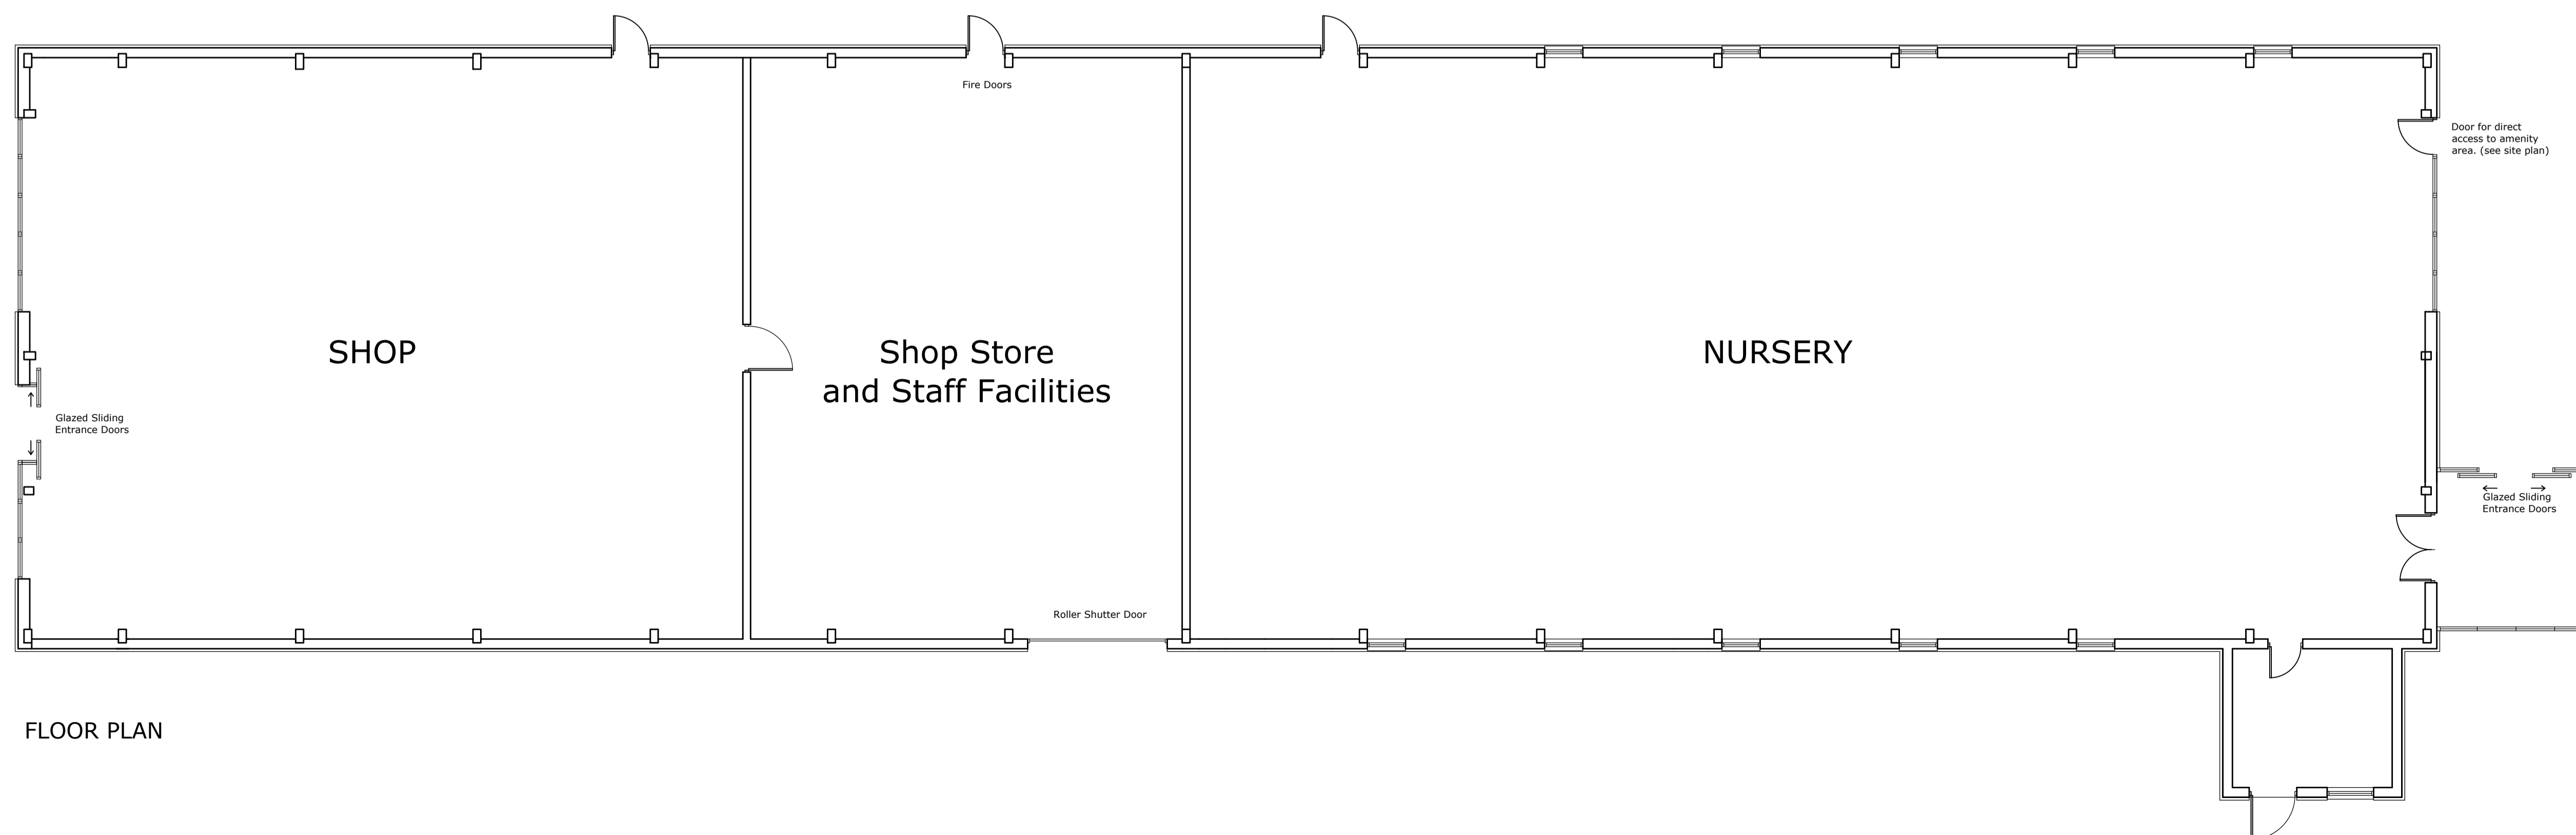 Fire Doors
Door for direct
access to amenity
area. (see site plan)
SHOP
Shop Store
and Staff Facilities
NURSERY
Glazed Sliding
Entrance Doors
Glazed Sliding
Entrance Doors
Roller Shutter Door
FLOOR PLAN